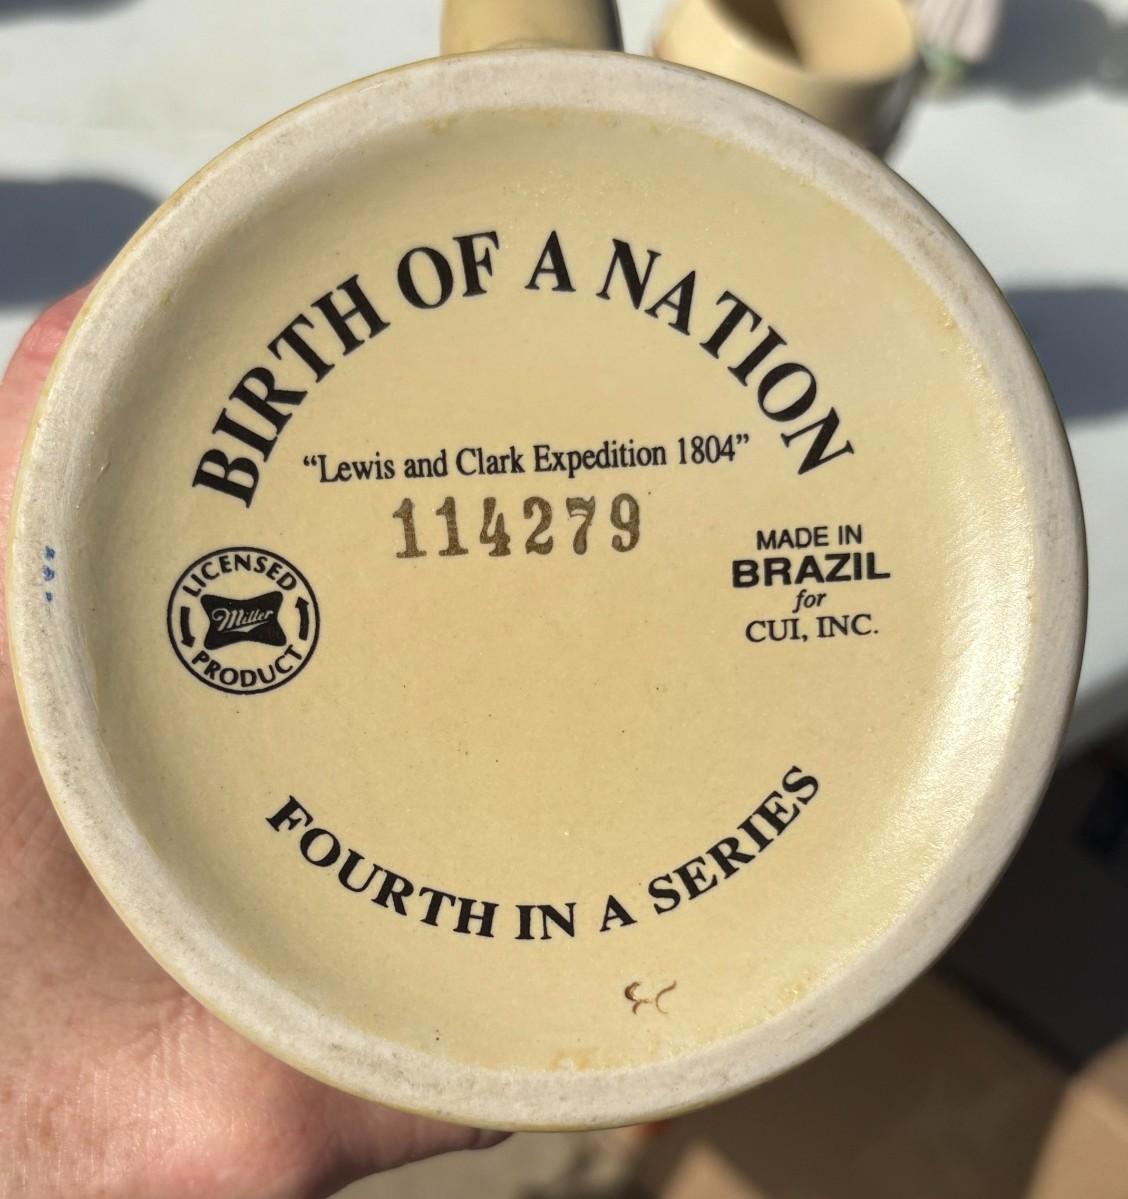 BIRTH OF A NATION
“Lewis and Clark Expedition 1804”
114279
LICENSED
Miller
PRODUCT
MADE IN
BRAZIL
for
CUI, INC.
FOURTH IN A SERIES